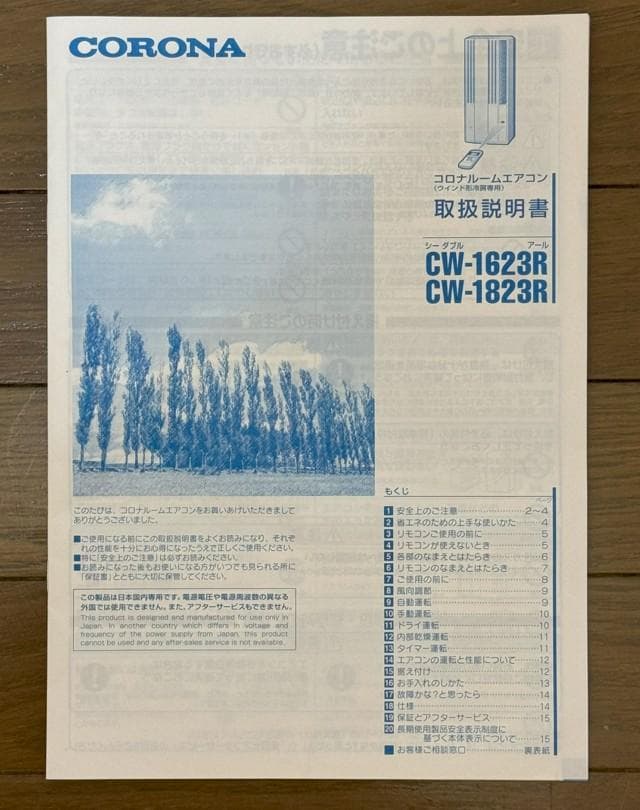 CORONA
コロナルームエアコン
(ウインド形冷房専用)
取扱説明書
シー ダブル アール
CW-1623R
CW-1823R
このたびは、コロナルームエアコンをお買いあげいただきまして
ありがとうございました。
■ご使用になる前にこの取扱説明書をよくお読みになり、それぞ
れの性能を十分にお心得になったうえで正しくご使用ください。
■特に「安全上のご注意」は必ずお読みください。
■お読みになった後もお使いになる方がいつでも見られる所に
「保証書」とともに大切に保管してください。
この製品は日本国内専用です。電源電圧や電源周波数の異なる
外国では使用できません。また、アフターサービスもできません。
This product is designed and manufactured for use only in
Japan. In another country which differs in voltage and
frequency of the power supply from Japan, this product
cannot be used and any after-sales service is not available.
もくじ
ページ
1 安全上のご注意 2〜4
2 省エネのための上手な使いかた 4
3 リモコンご使用の前に 5
4 リモコンが使えないとき 5
5 各部のなまえとはたらき 6
6 リモコンのなまえとはたらき 7
7 ご使用の前に 8
8 風向調節 9
9 自動運転 9
10 手動運転 10
11 ドライ運転 10
12 内部乾燥運転 11
13 タイマー運転 11
14 エアコンの運転と性能について 12
15 据え付け 12
16 お手入れのしかた 13
17 故障かな?と思ったら 14
18 仕様 14
19 保証とアフターサービス 15
20 長期使用製品安全表示制度に
基づく本体表示について 15
■ お客様ご相談窓口 裏表紙